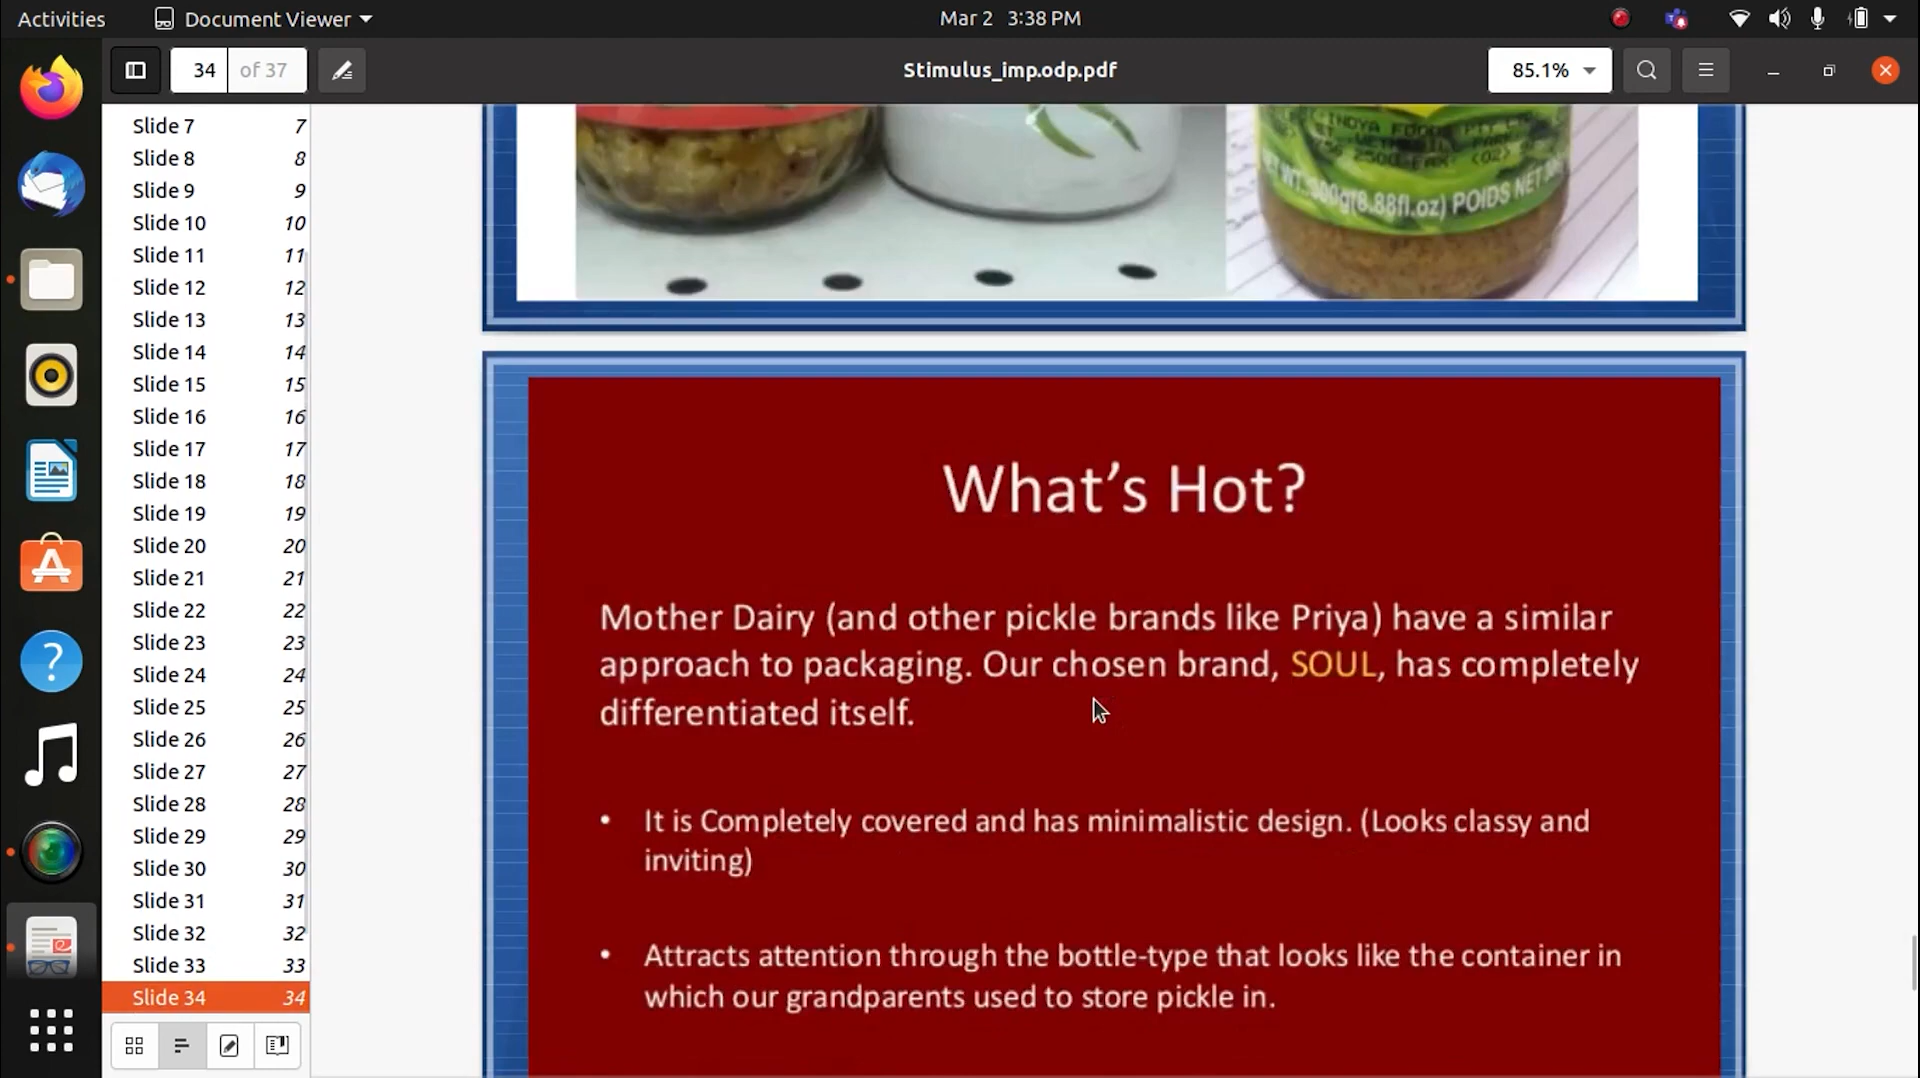 Activities
Document Viewer
Mar 2 3:38 PM
34 of 37
Stimulus_imp.odp.pdf
85.1%
Slide 7 7
Slide 8 8
Slide 9 9
Slide 10 10
Slide 11 11
Slide 12 12
Slide 13 13
Slide 14 14
Slide 15 15
Slide 16 16
Slide 17 17
Slide 18 18
Slide 19 19
Slide 20 20
Slide 21 21
Slide 22 22
Slide 23 23
Slide 24 24
Slide 25 25
Slide 26 26
Slide 27 27
Slide 28 28
Slide 29 29
Slide 30 30
Slide 31 31
Slide 32 32
Slide 33 33
Slide 34 34
POIDS NET
What's Hot?
Mother Dairy (and other pickle brands like Priya) have a similar
approach to packaging. Our chosen brand, SOUL, has completely
differentiated itself.
• It is Completely covered and has minimalistic design. (Looks classy and
inviting)
• Attracts attention through the bottle-type that looks like the container in
which our grandparents used to store pickle in.